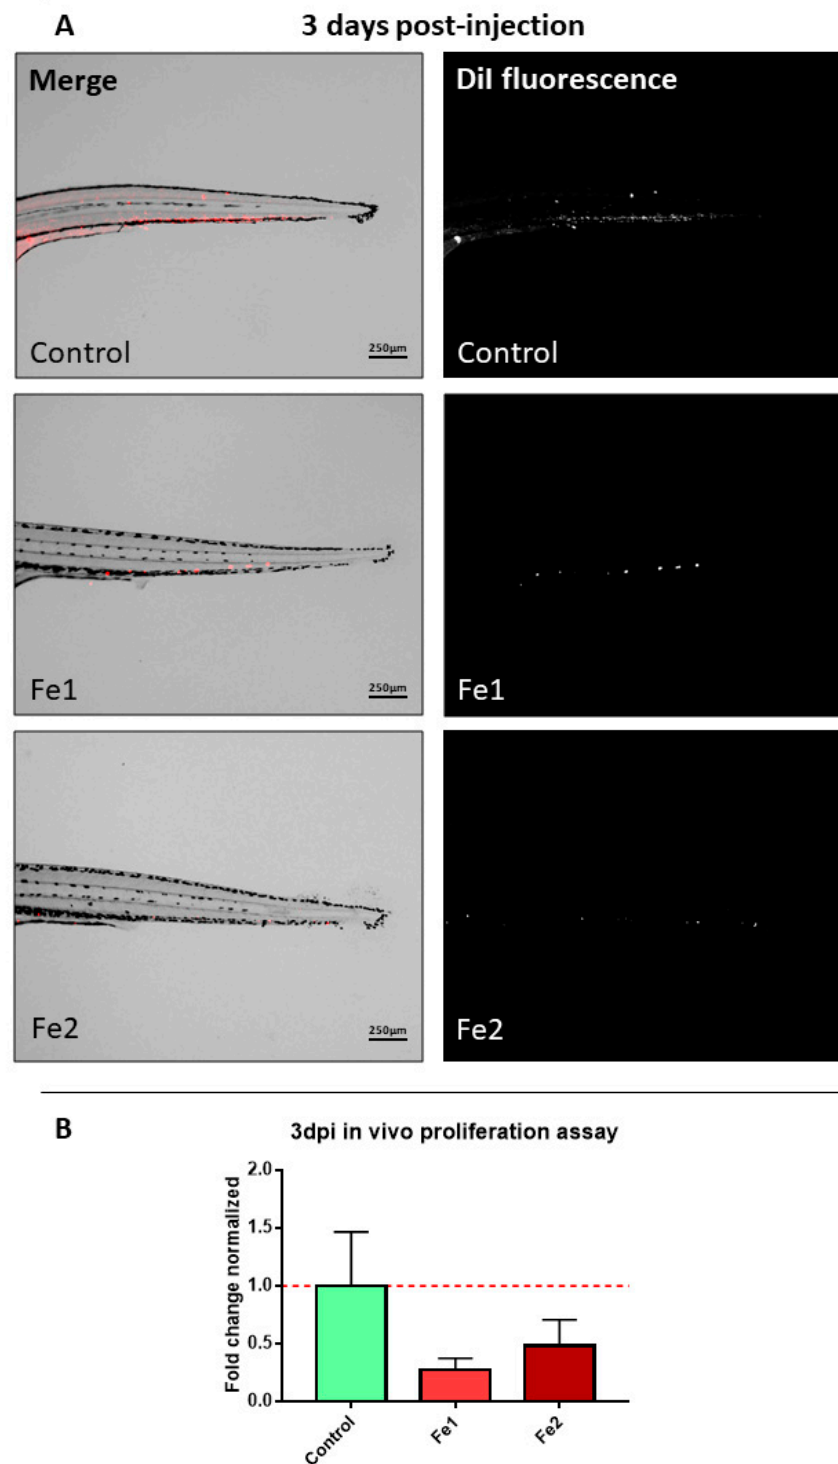 A
3 days post-injection
Merge
DiI fluorescence
Control
250µm
Control
Fe1
250µm
Fe1
Fe2
250µm
Fe2
B
3dpi in vivo proliferation assay
Fold change normalized
2.0
1.5
1.0
0.5
0.0
Control
Fe1
Fe2